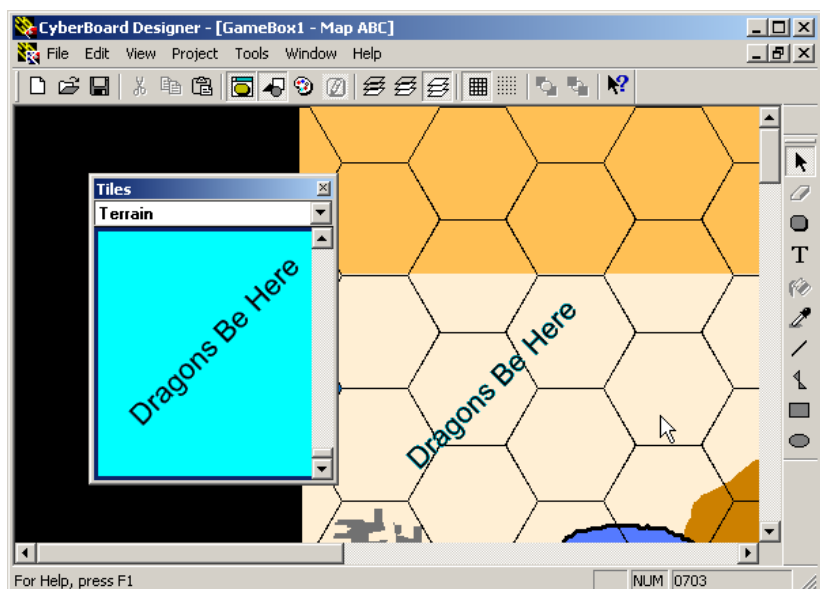 CyberBoard Designer - [GameBox1 - Map ABC]
File Edit View Project Tools Window Help
Tiles
Terrain
Dragons Be Here
Dragons Be Here
T
For Help, press F1
NUM 0703